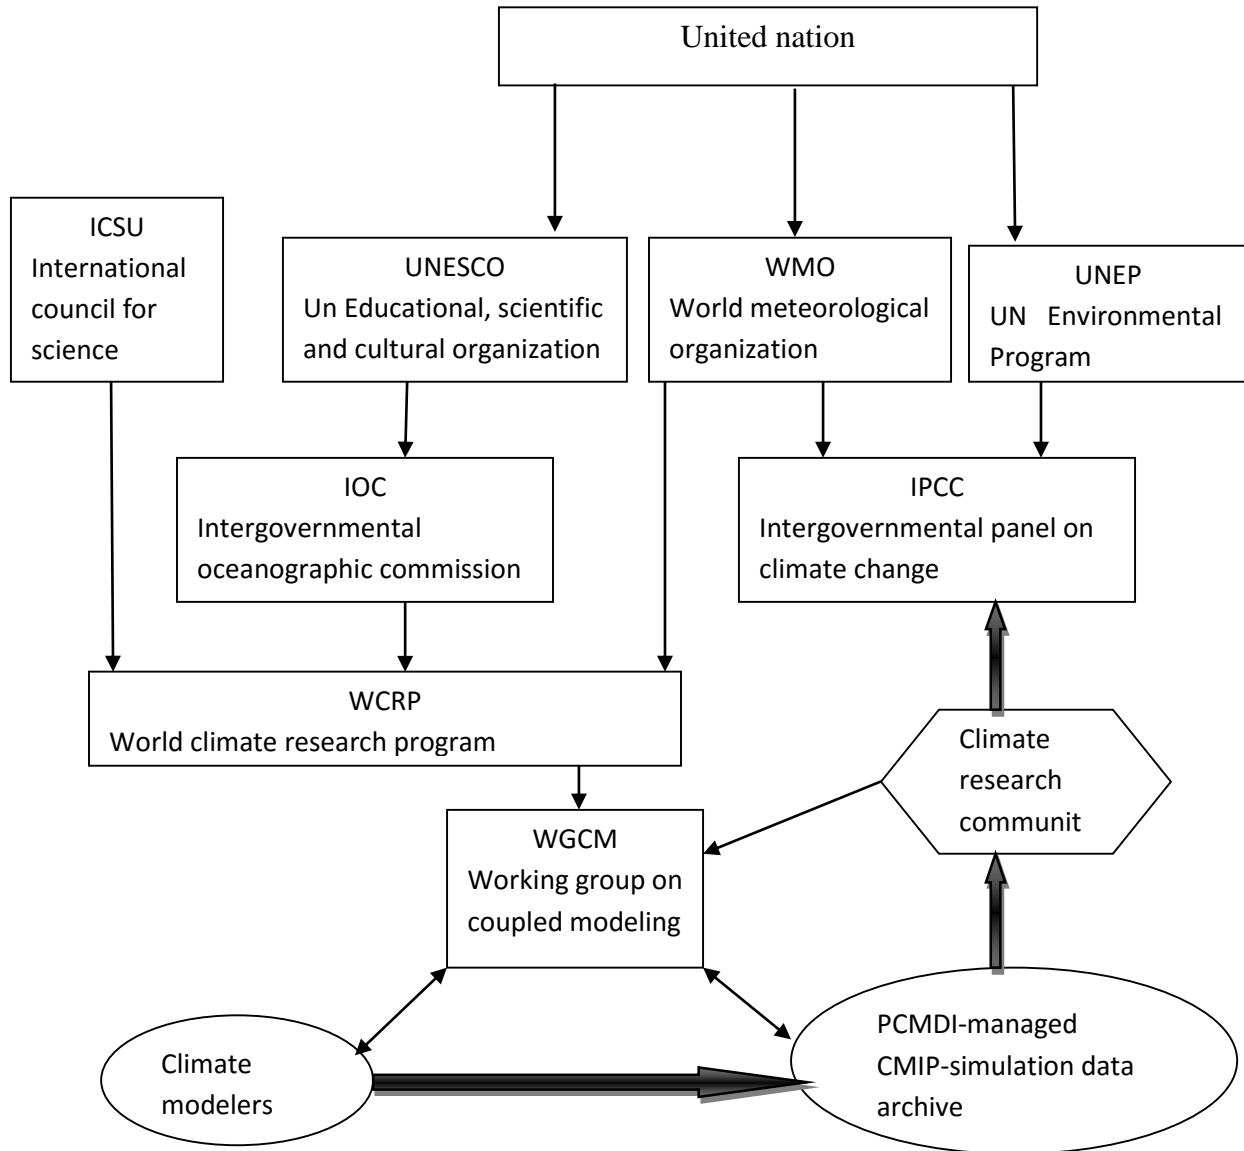 United nation
ICSU
International
council for
science
UNESCO
Un Educational, scientific
and cultural organization
WMO
World meteorological
organization
UNEP
UN Environmental
Program
IOC
Intergovernmental
oceanographic commission
IPCC
Intergovernmental panel on
climate change
WCRP
World climate research program
Climate
research
communit
WGCM
Working group on
coupled modeling
Climate
modelers
PCMDI-managed
CMIP-simulation data
archive